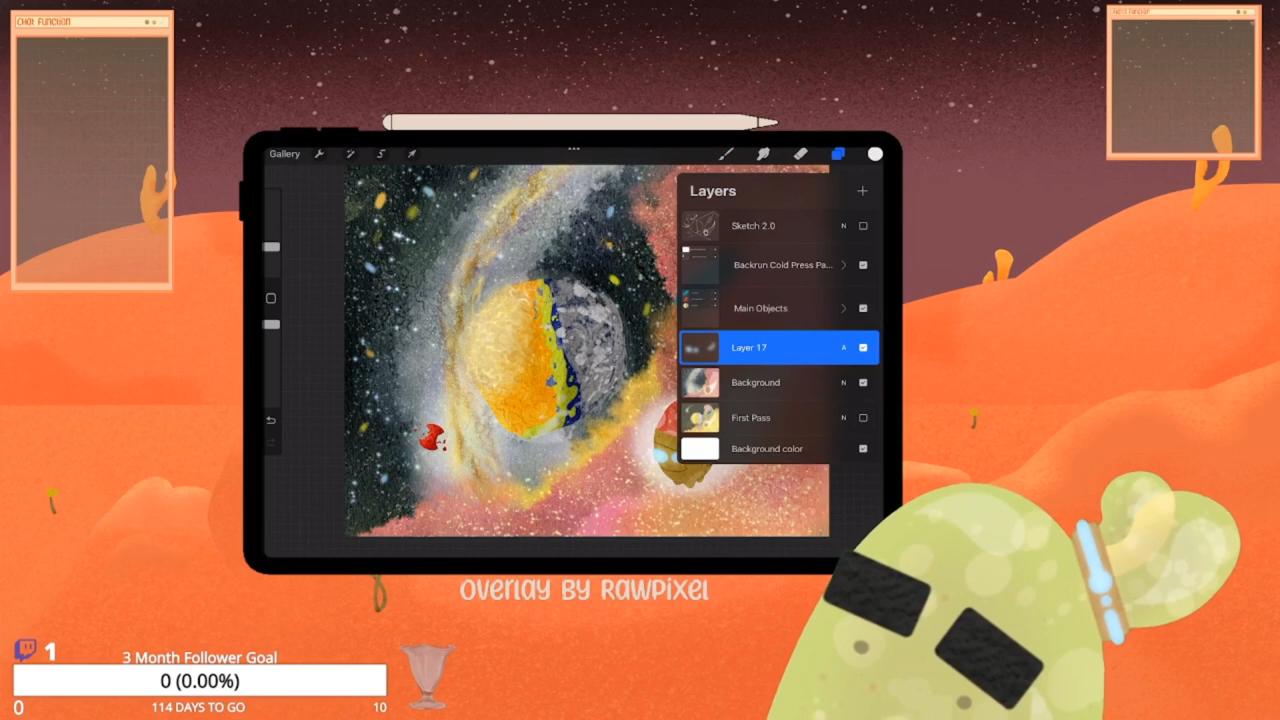 Chat Function
Gallery
Layers
Sketch 2.0
N
Backrun Cold Press Pa...
Main Objects
Layer 17
A
Background
N
First Pass
N
Background color
Overlay by Rawpixel
1
3 Month Follower Goal
0 (0.00%)
0
114 DAYS TO GO
10